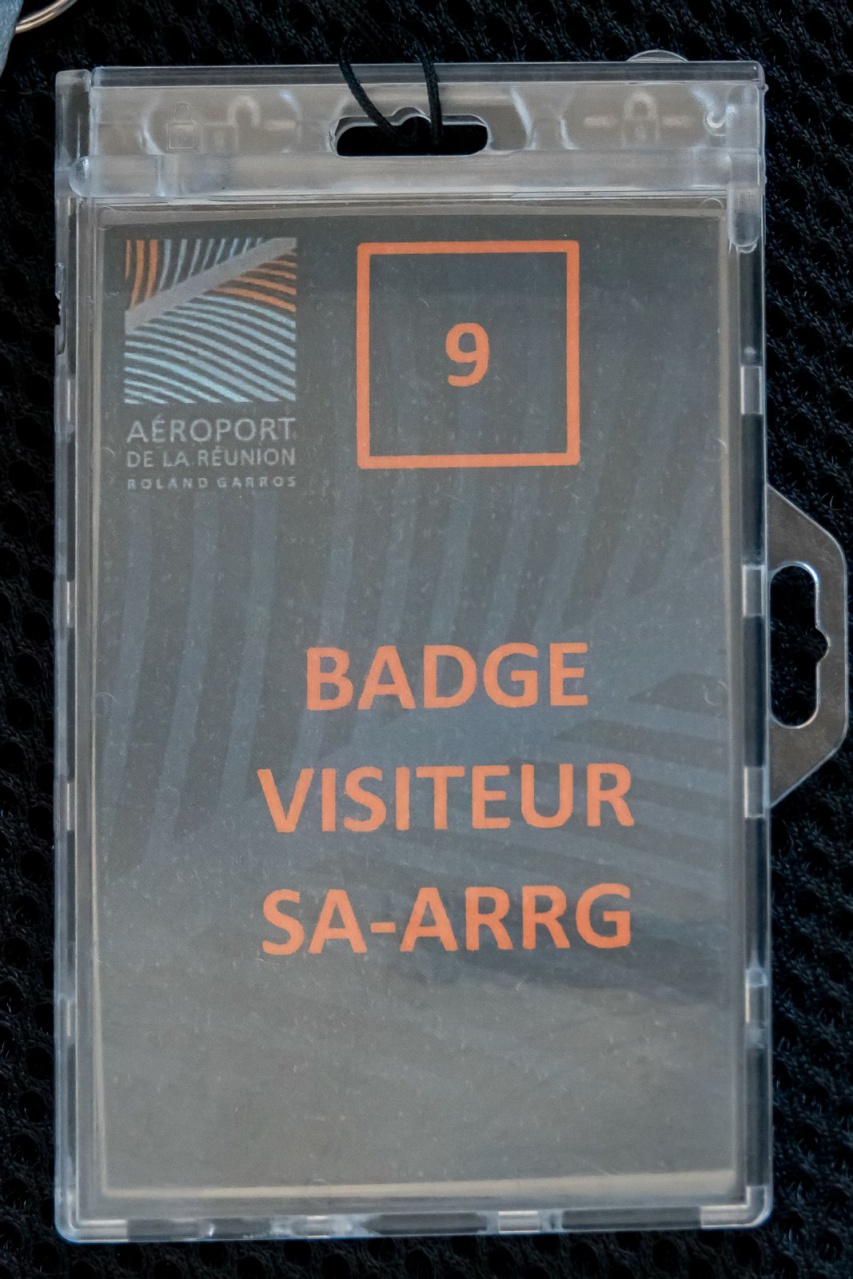 AÉROPORT
DE LA RÉUNION
ROLAND GARROS
9
BADGE
VISITEUR
SA-ARRG